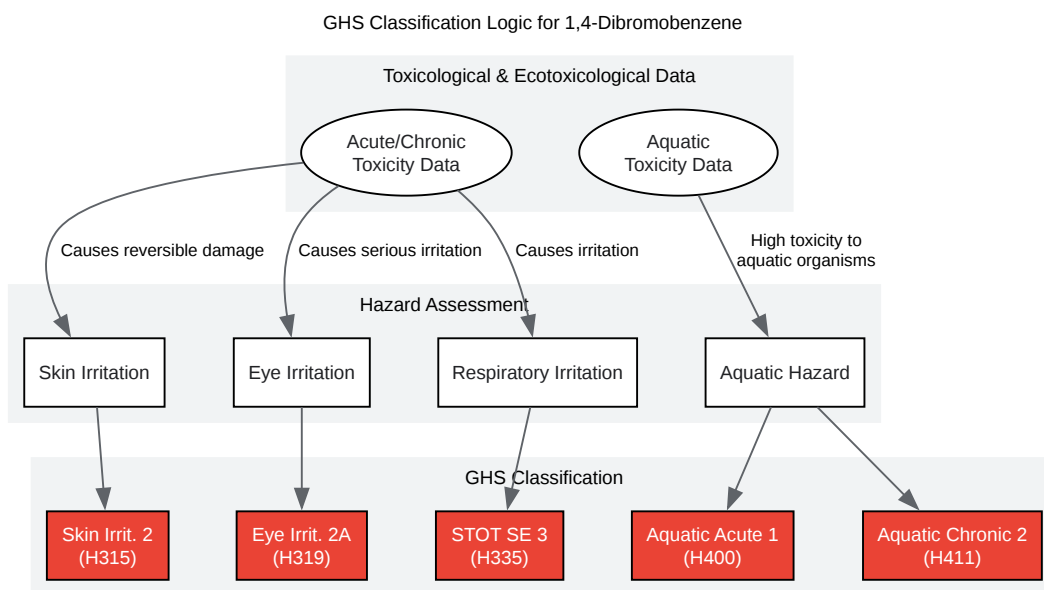 GHS Classification Logic for 1,4-Dibromobenzene
Toxicological & Ecotoxicological Data
Acute/Chronic
Toxicity Data
Aquatic
Toxicity Data
Causes reversible damage
Causes serious irritation
Causes irritation
High toxicity to
aquatic organisms
Hazard Assessment
Skin Irritation
Eye Irritation
Respiratory Irritation
Aquatic Hazard
GHS Classification
Skin Irrit. 2
(H315)
Eye Irrit. 2A
(H319)
STOT SE 3
(H335)
Aquatic Acute 1
(H400)
Aquatic Chronic 2
(H411)